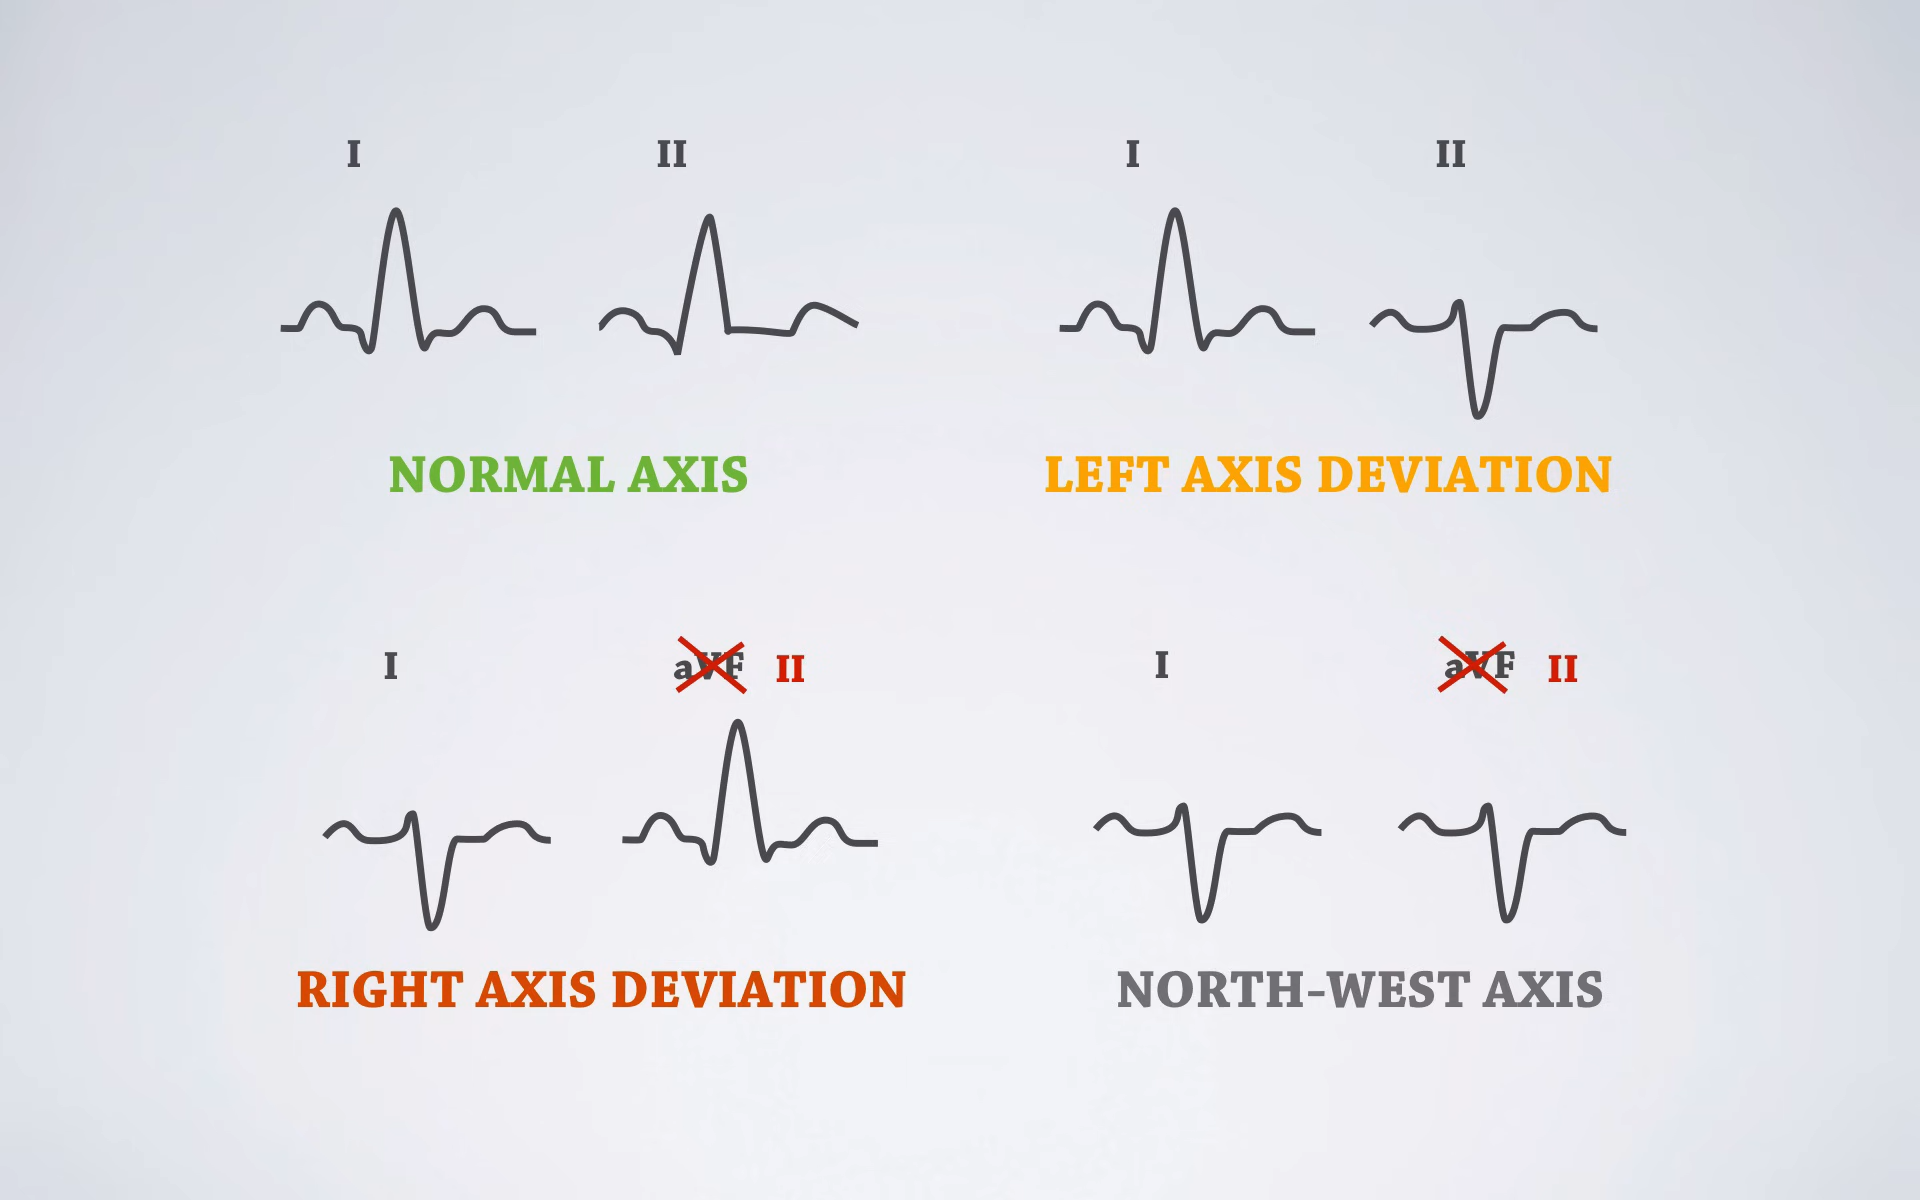 I II
NORMAL AXIS
I II
LEFT AXIS DEVIATION
I aVF II
RIGHT AXIS DEVIATION
I aVF II
NORTH-WEST AXIS